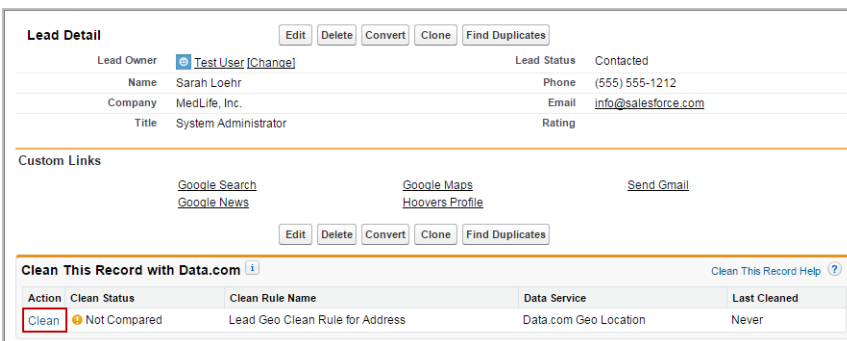 Lead Detail Edit Delete Convert Clone Find Duplicates
Lead Owner Test User [Change] Lead Status Contacted
Name Sarah Loehr Phone (555) 555-1212
Company MedLife, Inc. Email info@salesforce.com
Title System Administrator Rating
Custom Links
Google Search Google Maps Send Gmail
Google News Hoovers Profile
Edit Delete Convert Clone Find Duplicates
Clean This Record with Data.com i Clean This Record Help ?
Action Clean Status Clean Rule Name Data Service Last Cleaned
Clean ! Not Compared Lead Geo Clean Rule for Address Data.com Geo Location Never